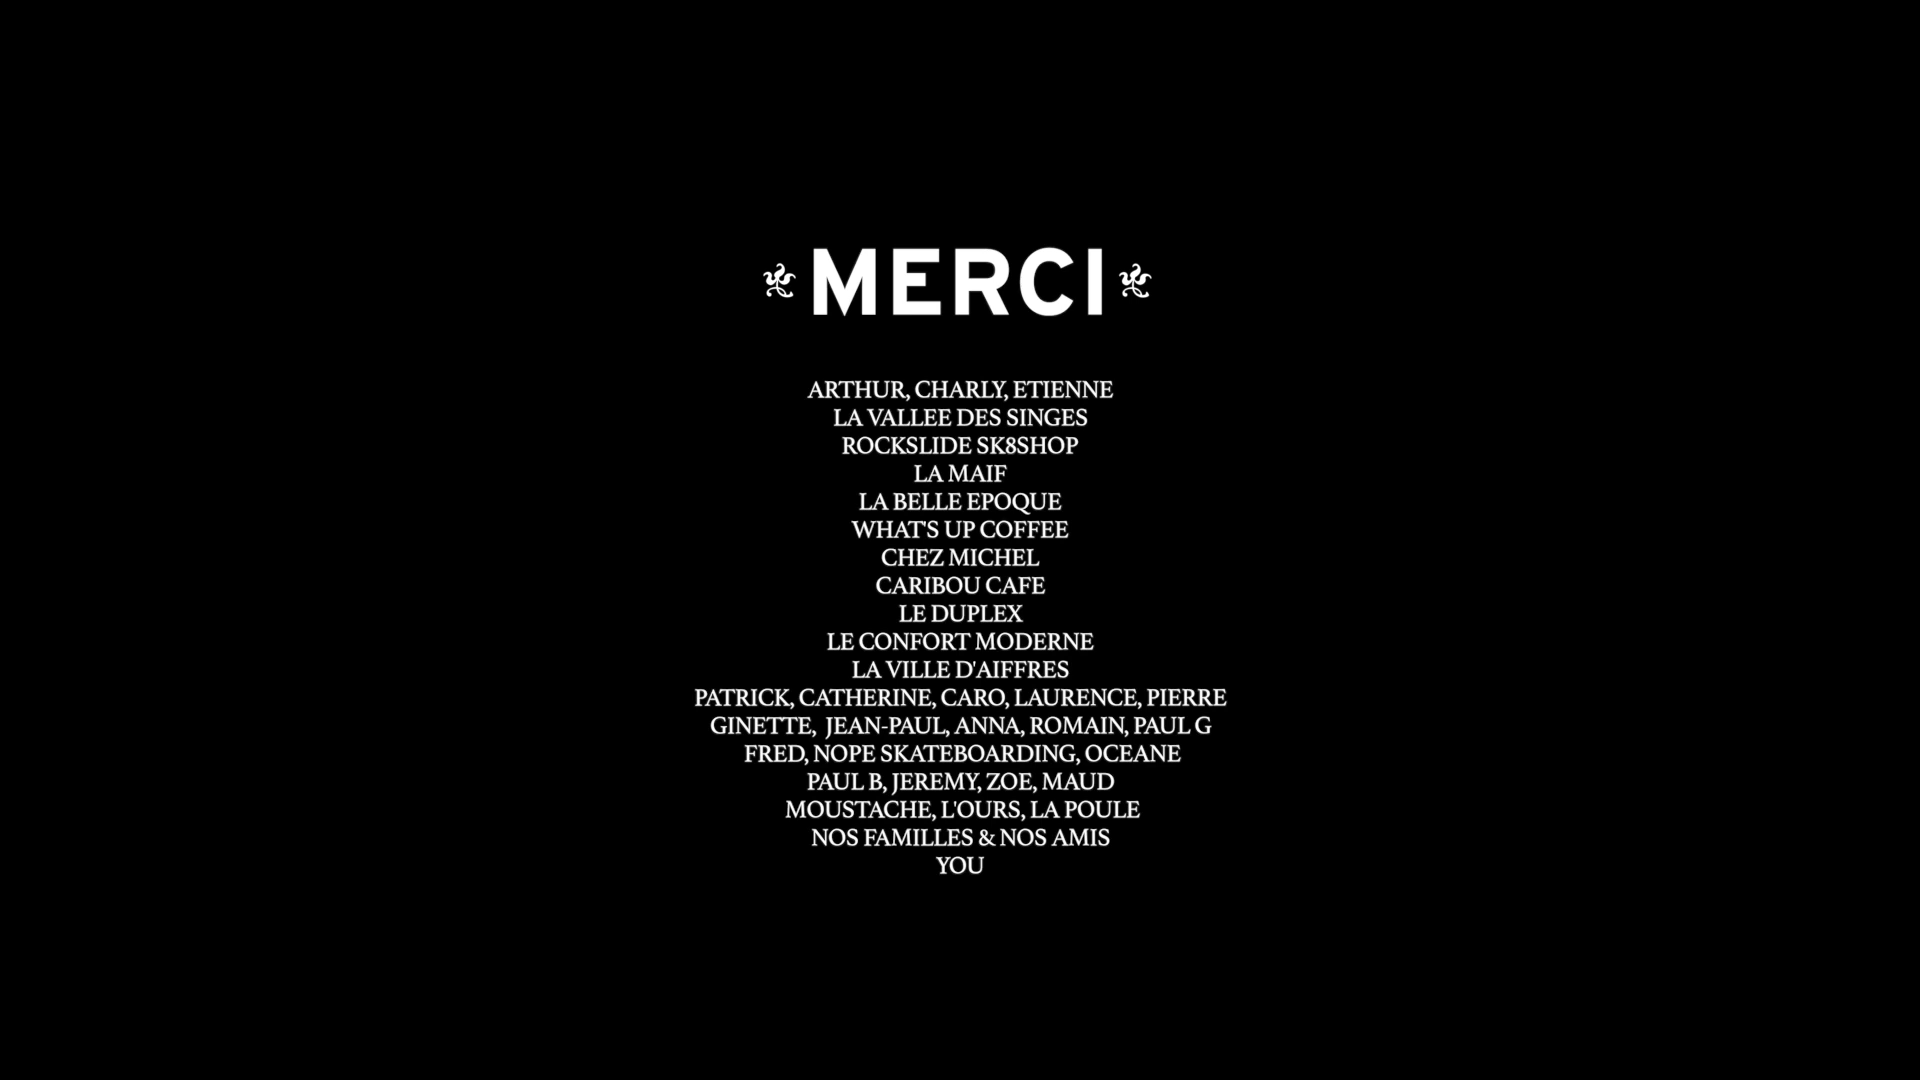 MERCI
ARTHUR, CHARLY, ETIENNE
LA VALLEE DES SINGES
ROCKSLIDE SK8SHOP
LA MAIF
LA BELLE EPOQUE
WHAT'S UP COFFEE
CHEZ MICHEL
CARIBOU CAFE
LE DUPLEX
LE CONFORT MODERNE
LA VILLE D'AIFFRES
PATRICK, CATHERINE, CARO, LAURENCE, PIERRE
GINETTE, JEAN-PAUL, ANNA, ROMAIN, PAUL G
FRED, NOPE SKATEBOARDING, OCEANE
PAUL B, JEREMY, ZOE, MAUD
MOUSTACHE, L'OURS, LA POULE
NOS FAMILLES & NOS AMIS
YOU